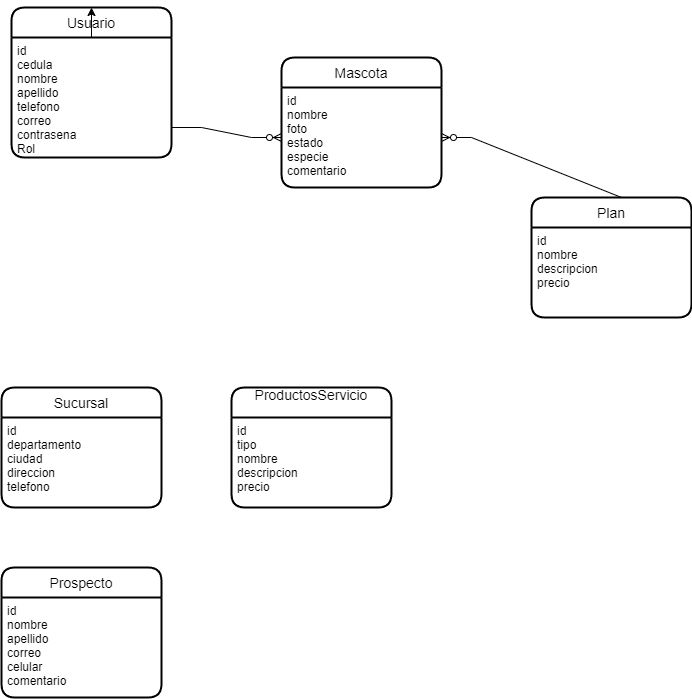 Usuario
id
cedula
nombre
apellido
telefono
correo
contrasena
Rol
Mascota
id
nombre
foto
estado
especie
comentario
Plan
id
nombre
descripcion
precio
Sucursal
id
departamento
ciudad
direccion
telefono
ProductosServicio
id
tipo
nombre
descripcion
precio
Prospecto
id
nombre
apellido
correo
celular
comentario